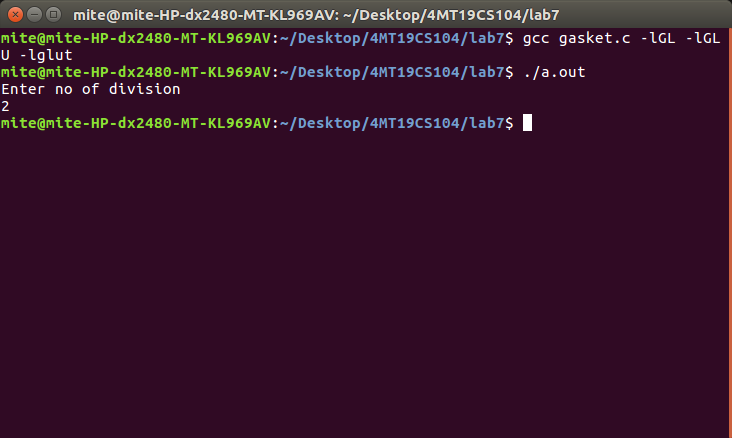 mite@mite-HP-dx2480-MT-KL969AV: ~/Desktop/4MT19CS104/lab7
mite@mite-HP-dx2480-MT-KL969AV:~/Desktop/4MT19CS104/lab7$ gcc gasket.c -lGL -lGL
U -lglut
mite@mite-HP-dx2480-MT-KL969AV:~/Desktop/4MT19CS104/lab7$ ./a.out
Enter no of division
2
mite@mite-HP-dx2480-MT-KL969AV:~/Desktop/4MT19CS104/lab7$